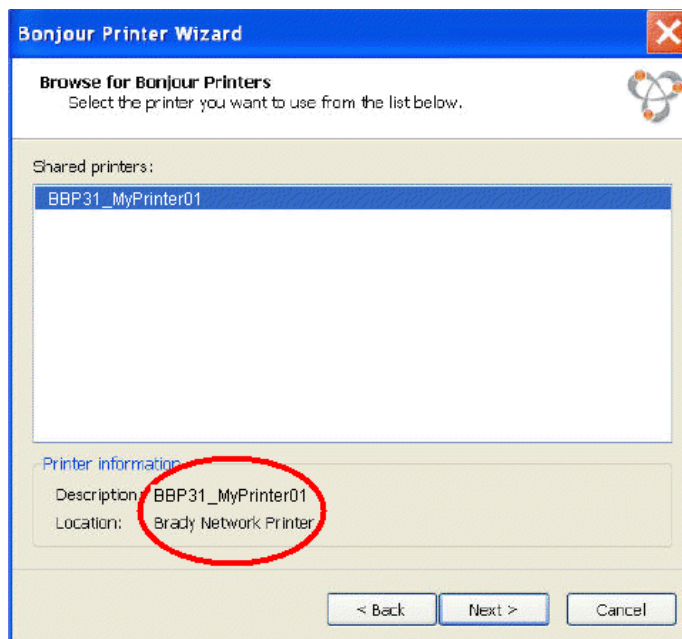 Bonjour Printer Wizard
Browse for Bonjour Printers
Select the printer you want to use from the list below.
Shared printers:
BBP31_MyPrinter01
Printer information
Description: BBP31_MyPrinter01
Location: Brady Network Printer
< Back Next > Cancel